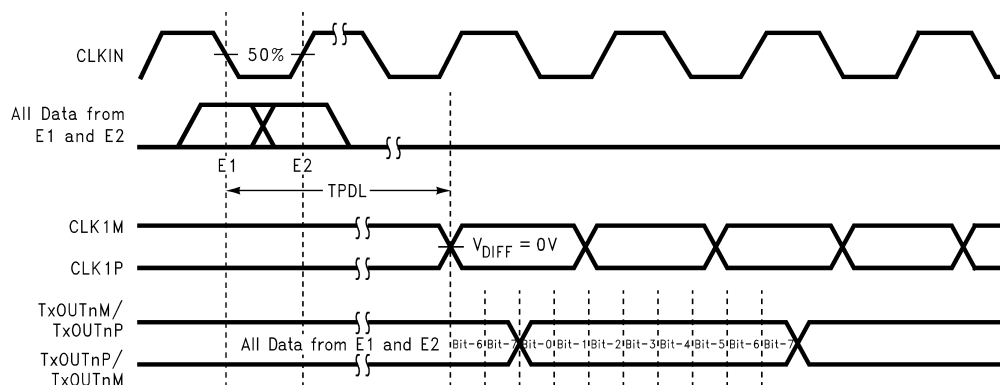 CLKIN
50%
All Data from
E1 and E2
E1
E2
TPDL
CLK1M
VDIFF = 0V
CLK1P
TxOUTnM/
TxOUTnP
All Data from E1 and E2
Bit-6 Bit-7 Bit-0 Bit-1 Bit-2 Bit-3 Bit-4 Bit-5 Bit-6 Bit-7
TxOUTnP/
TxOUTnM